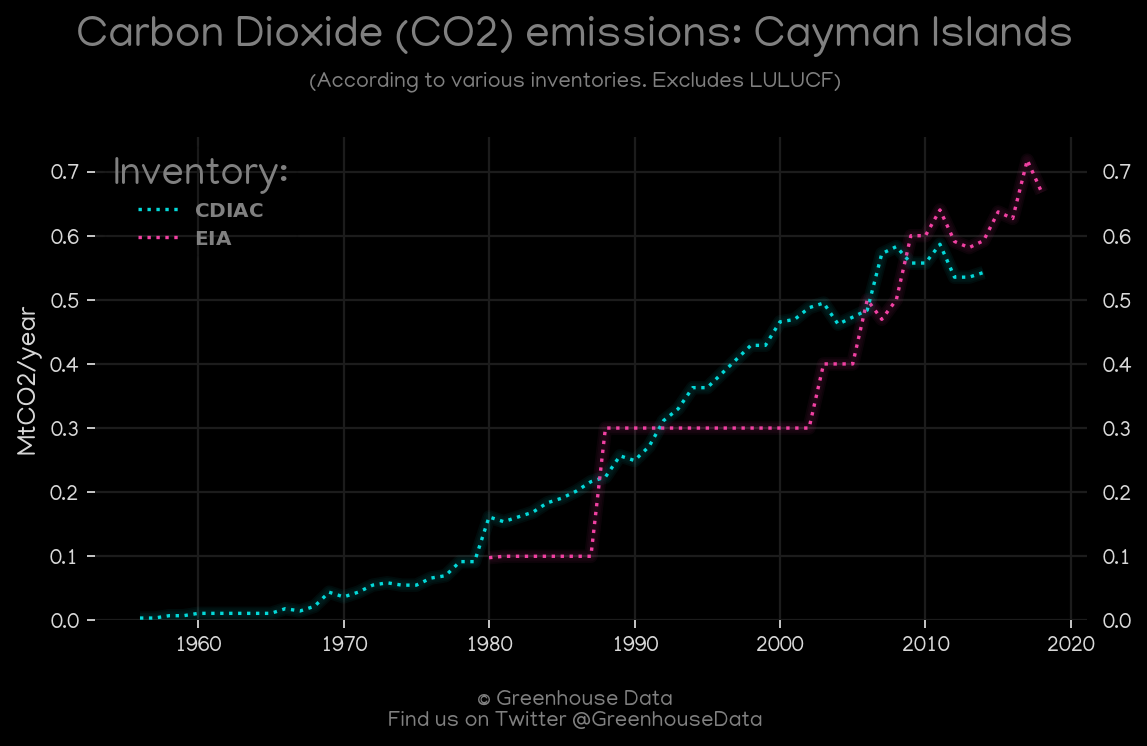 Carbon Dioxide (CO2) emissions: Cayman Islands
(According to various inventories. Excludes LULUCF)
Inventory:
CDIAC
EIA
MtCO2/year
0.7
0.6
0.5
0.4
0.3
0.2
0.1
0.0
0.7
0.6
0.5
0.4
0.3
0.2
0.1
0.0
1960 1970 1980 1990 2000 2010 2020
© Greenhouse Data
Find us on Twitter @GreenhouseData